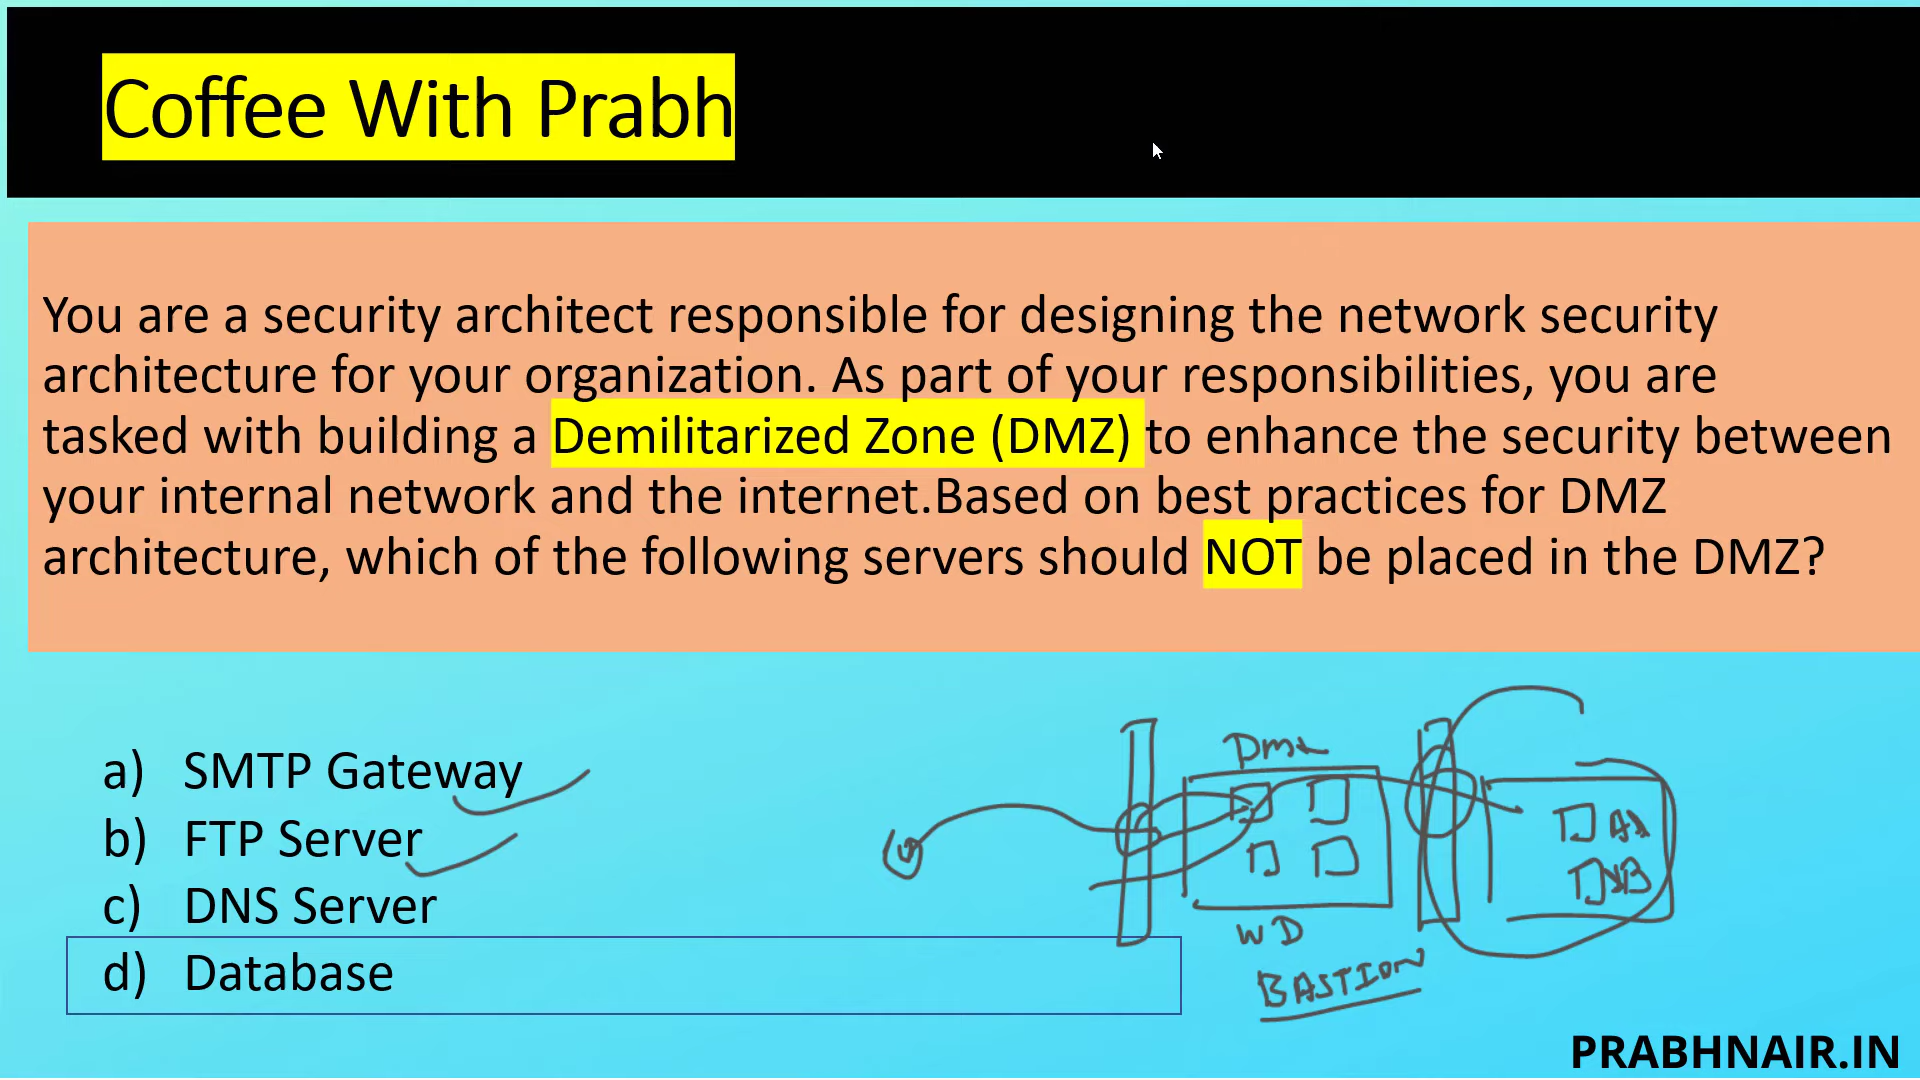 Coffee With Prabh
You are a security architect responsible for designing the network security
architecture for your organization. As part of your responsibilities, you are
tasked with building a Demilitarized Zone (DMZ) to enhance the security between
your internal network and the internet.Based on best practices for DMZ
architecture, which of the following servers should NOT be placed in the DMZ?
a) SMTP Gateway
b) FTP Server
c) DNS Server
d) Database
DMZ
WD
BASTION
PRABHNAIR.IN